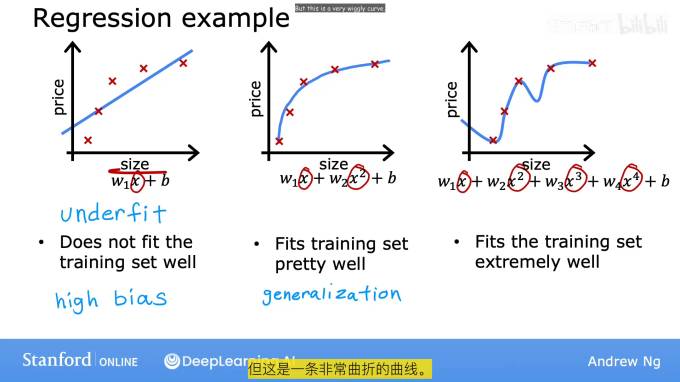 But this is a very wiggly curve.
Regression example
bilibili
price
size
w₁x + b
underfit
• Does not fit the
training set well
high bias
price
size
w₁x + w₂x² + b
• Fits training set
pretty well
generalization
price
size
w₁x + w₂x² + w₃x³ + w₄x⁴ + b
• Fits the training set
extremely well
Stanford ONLINE
DeepLearning.AI
Andrew Ng
但这是一条非常曲折的曲线。